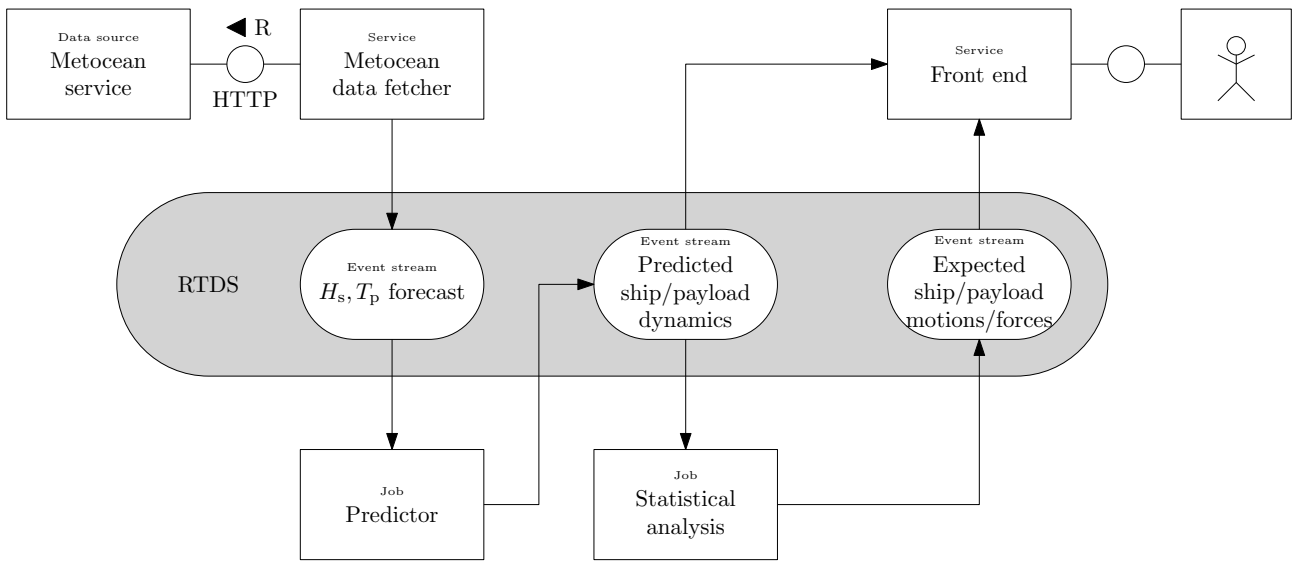 Data source
Metocean
service
R
HTTP
Service
Metocean
data fetcher
Service
Front end
RTDS
Event stream
Hs, Tp forecast
Event stream
Predicted
ship/payload
dynamics
Event stream
Expected
ship/payload
motions/forces
Job
Predictor
Job
Statistical
analysis